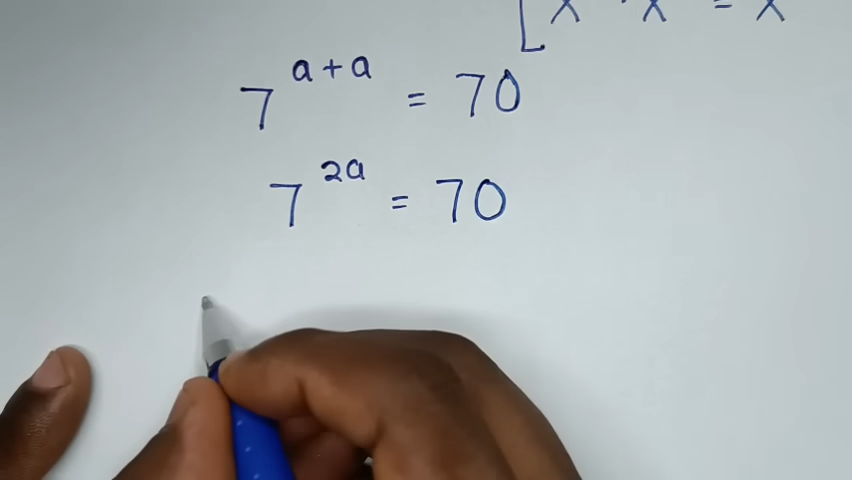 [ x · x = x
7^{a+a} = 70
7^{2a} = 70